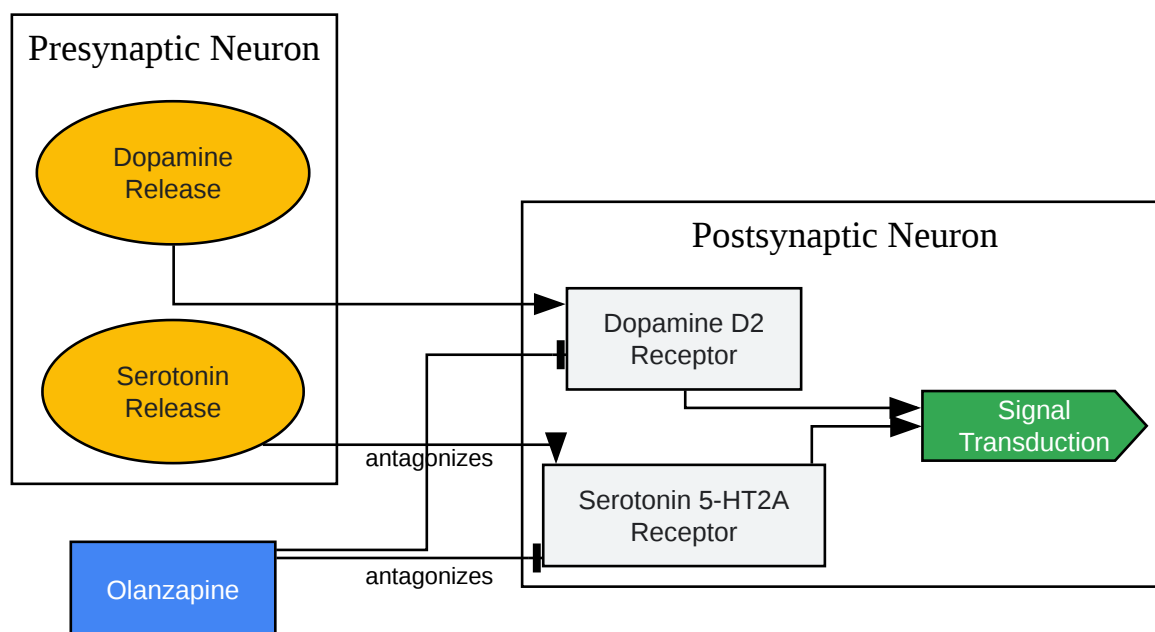 Presynaptic Neuron
Dopamine
Release
Serotonin
Release
Postsynaptic Neuron
Dopamine D2
Receptor
Signal
Transduction
antagonizes
Serotonin 5-HT2A
Receptor
Olanzapine
antagonizes